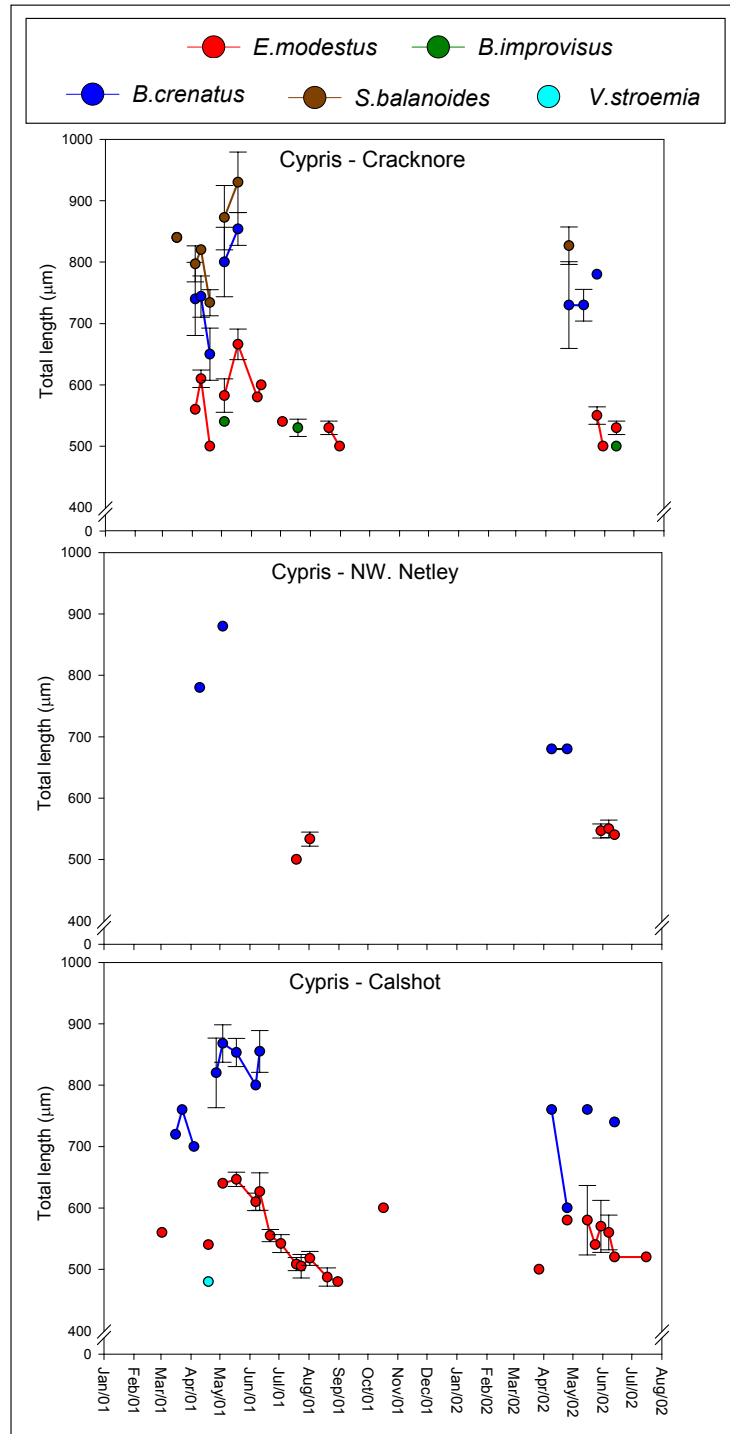 E.modestus B.improvisus
B.crenatus S.balanoides V.stroemia
Cypris - Cracknore
Total length (μm)
1000
900
800
700
600
500
400
0
Cypris - NW. Netley
Total length (μm)
1000
900
800
700
600
500
400
0
Cypris - Calshot
Total length (μm)
1000
900
800
700
600
500
400
0
Jan/01
Feb/01
Mar/01
Apr/01
May/01
Jun/01
Jul/01
Aug/01
Sep/01
Oct/01
Nov/01
Dec/01
Jan/02
Feb/02
Mar/02
Apr/02
May/02
Jun/02
Jul/02
Aug/02